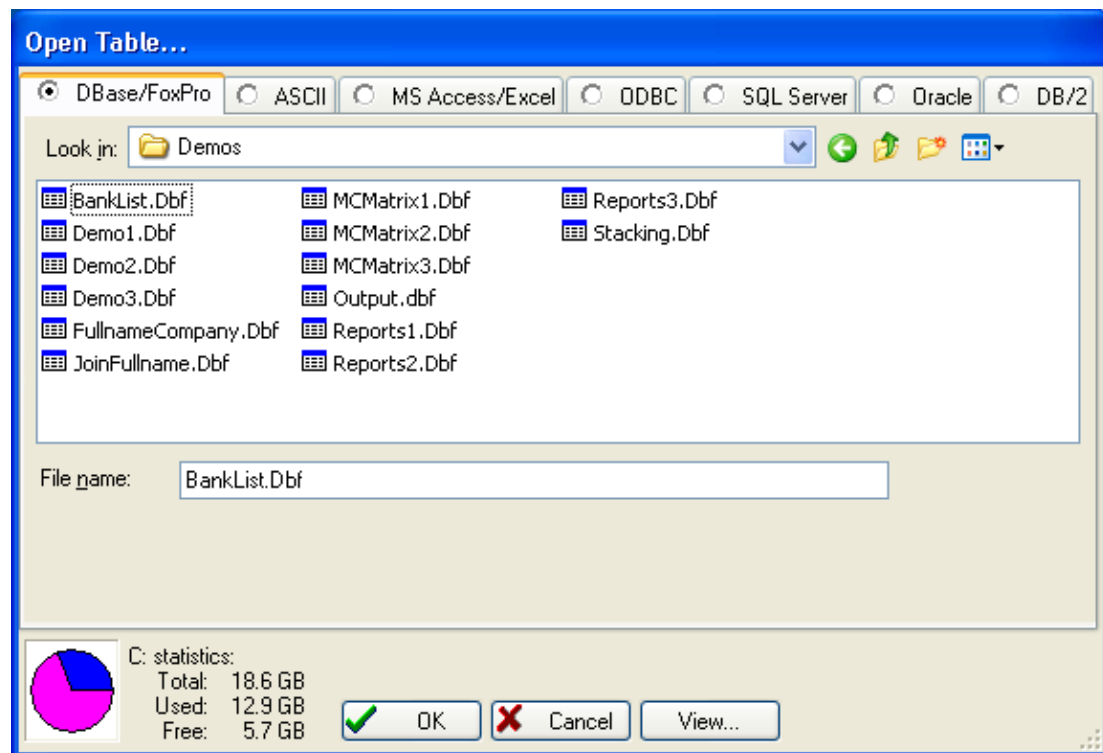 Open Table...
DBase/FoxPro ASCII MS Access/Excel ODBC SQL Server Oracle DB/2
Look in: Demos
BankList.Dbf MCMatrix1.Dbf Reports3.Dbf
Demo1.Dbf MCMatrix2.Dbf Stacking.Dbf
Demo2.Dbf MCMatrix3.Dbf
Demo3.Dbf Output.dbf
FullnameCompany.Dbf Reports1.Dbf
JoinFullname.Dbf Reports2.Dbf
File name: BankList.Dbf
C: statistics:
Total: 18.6 GB
Used: 12.9 GB
Free: 5.7 GB
OK Cancel View...